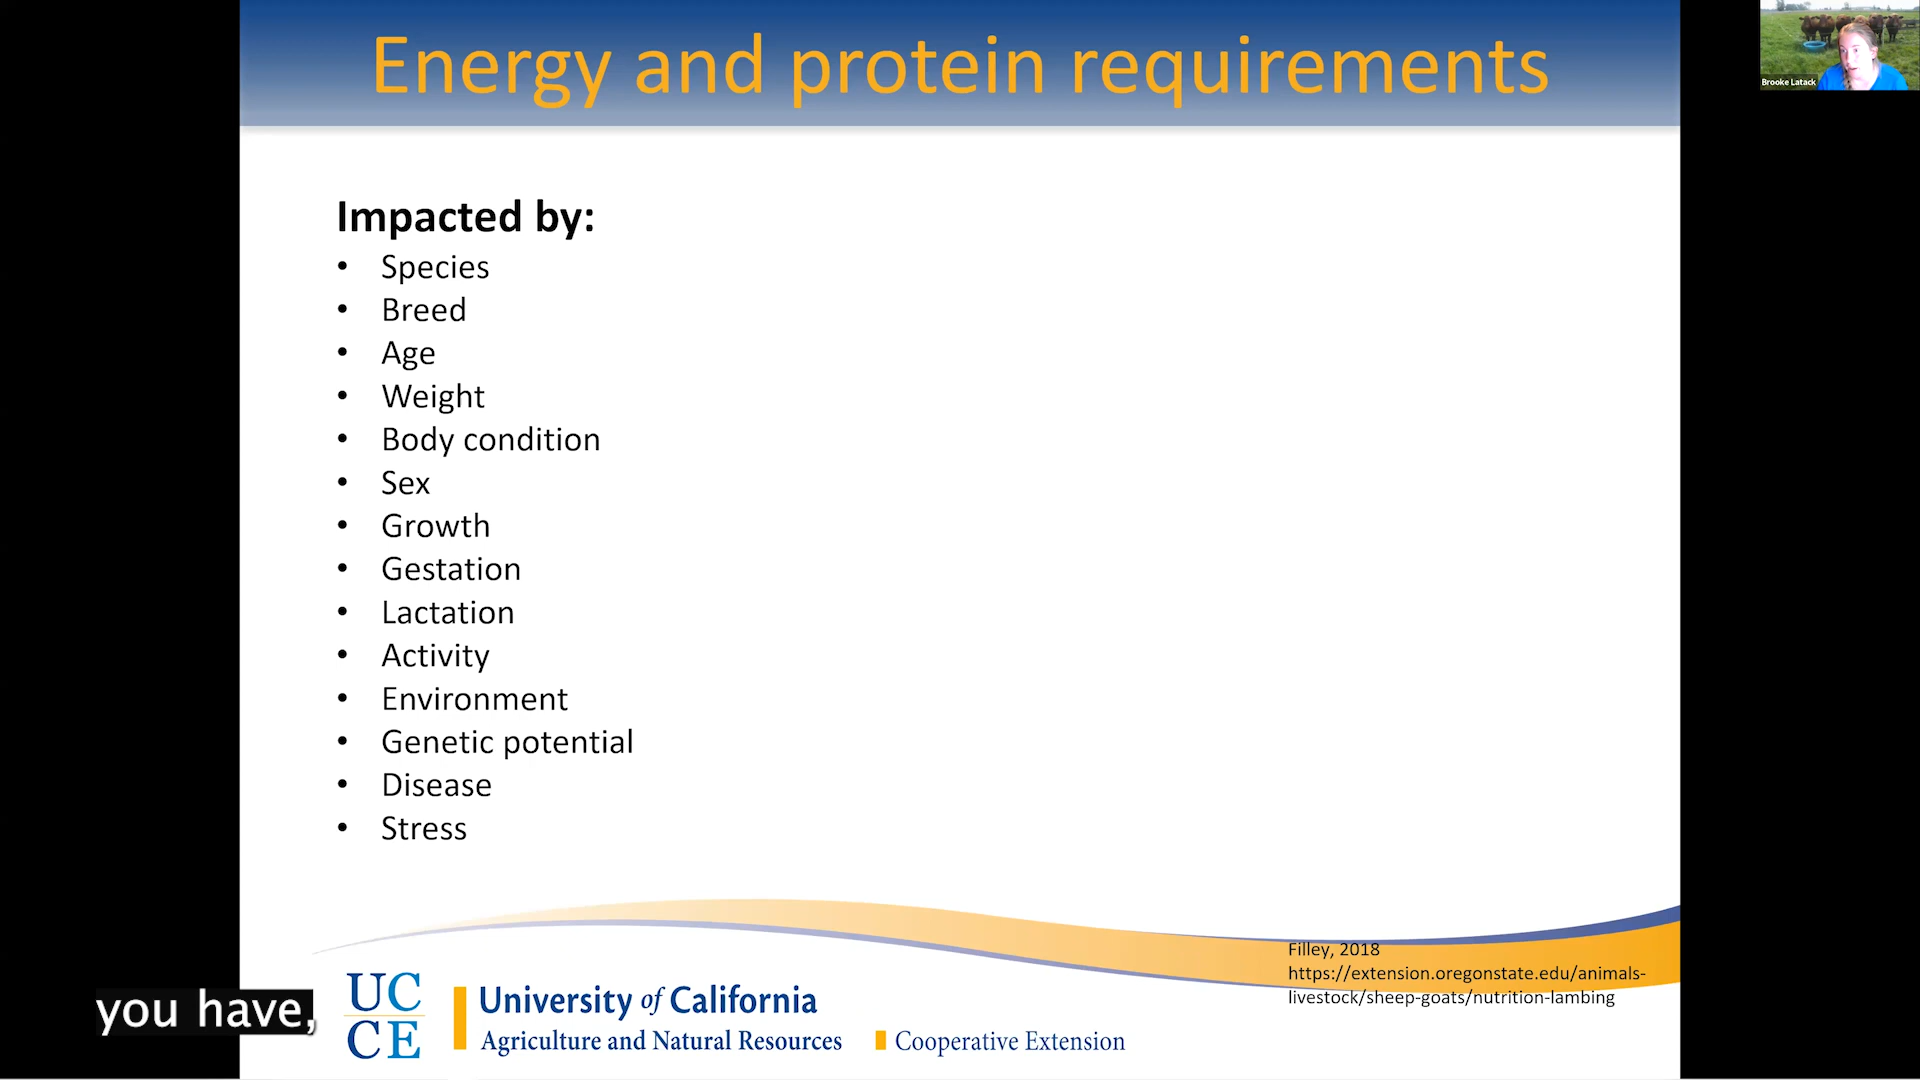 Energy and protein requirements
Brooke Latack
Impacted by:
• Species
• Breed
• Age
• Weight
• Body condition
• Sex
• Growth
• Gestation
• Lactation
• Activity
• Environment
• Genetic potential
• Disease
• Stress
Filley, 2018
https://extension.oregonstate.edu/animals-
livestock/sheep-goats/nutrition-lambing
you have,
UC
CE
University of California
Agriculture and Natural Resources
Cooperative Extension